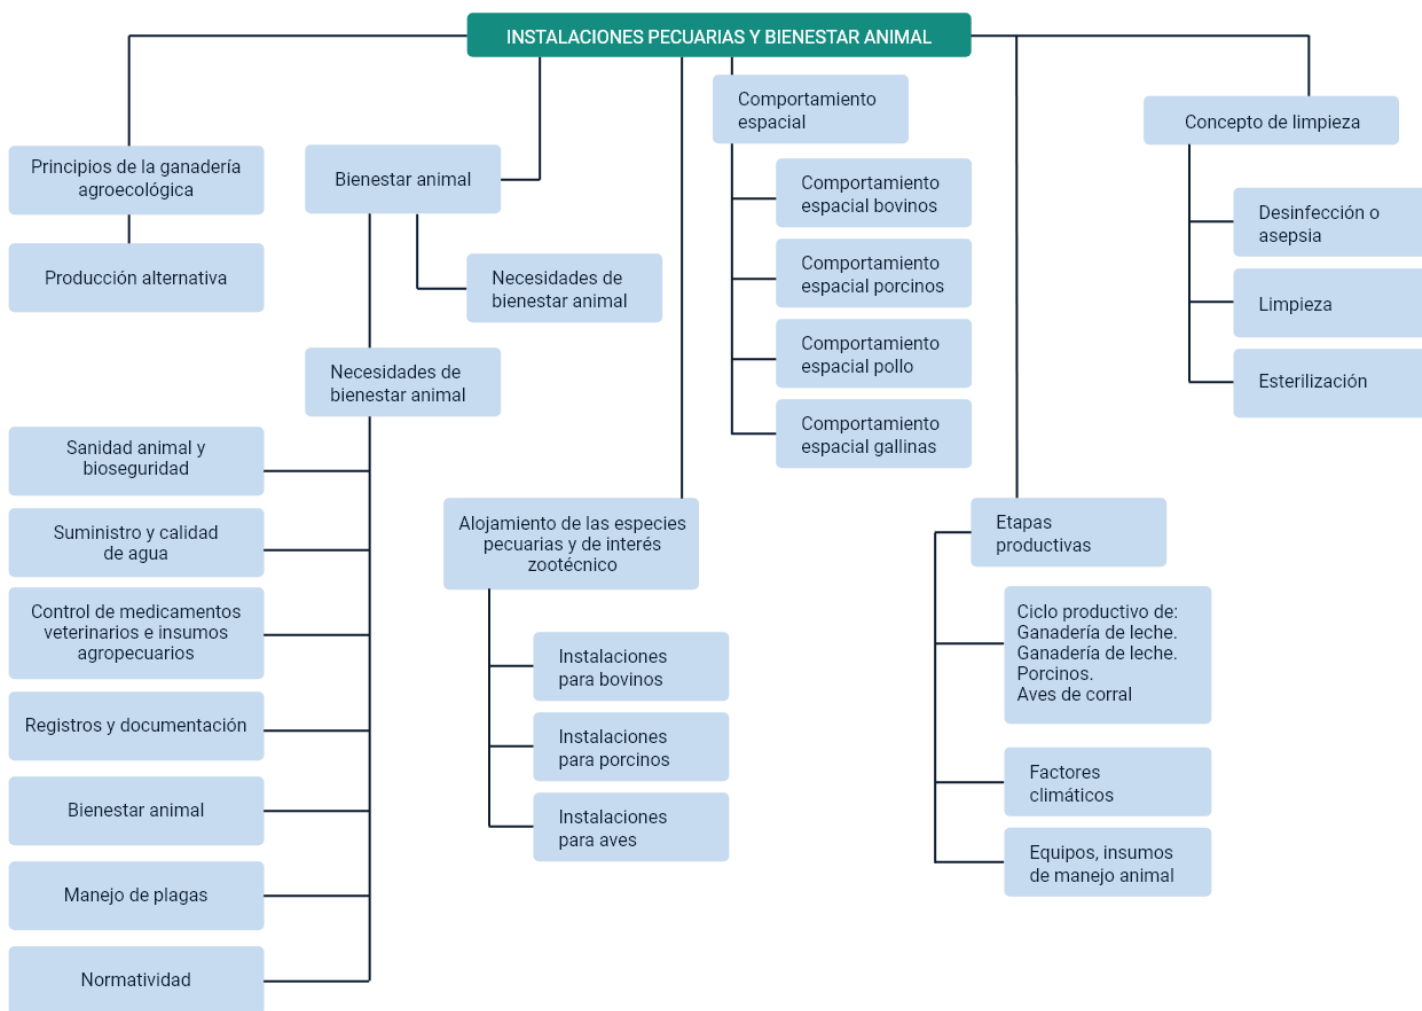 INSTALACIONES PECUARIAS Y BIENESTAR ANIMAL
Principios de la ganadería
agroecológica
Producción alternativa
Bienestar animal
Necesidades de
bienestar animal
Necesidades de
bienestar animal
Sanidad animal y
bioseguridad
Suministro y calidad
de agua
Control de medicamentos
veterinarios e insumos
agropecuarios
Registros y documentación
Bienestar animal
Manejo de plagas
Normatividad
Alojamiento de las especies
pecuarias y de interés
zootécnico
Instalaciones
para bovinos
Instalaciones
para porcinos
Instalaciones
para aves
Comportamiento
espacial
Comportamiento
espacial bovinos
Comportamiento
espacial porcinos
Comportamiento
espacial pollo
Comportamiento
espacial gallinas
Etapas
productivas
Ciclo productivo de:
Ganadería de leche.
Ganadería de leche.
Porcinos.
Aves de corral
Factores
climáticos
Equipos, insumos
de manejo animal
Concepto de limpieza
Desinfección o
asepsia
Limpieza
Esterilización